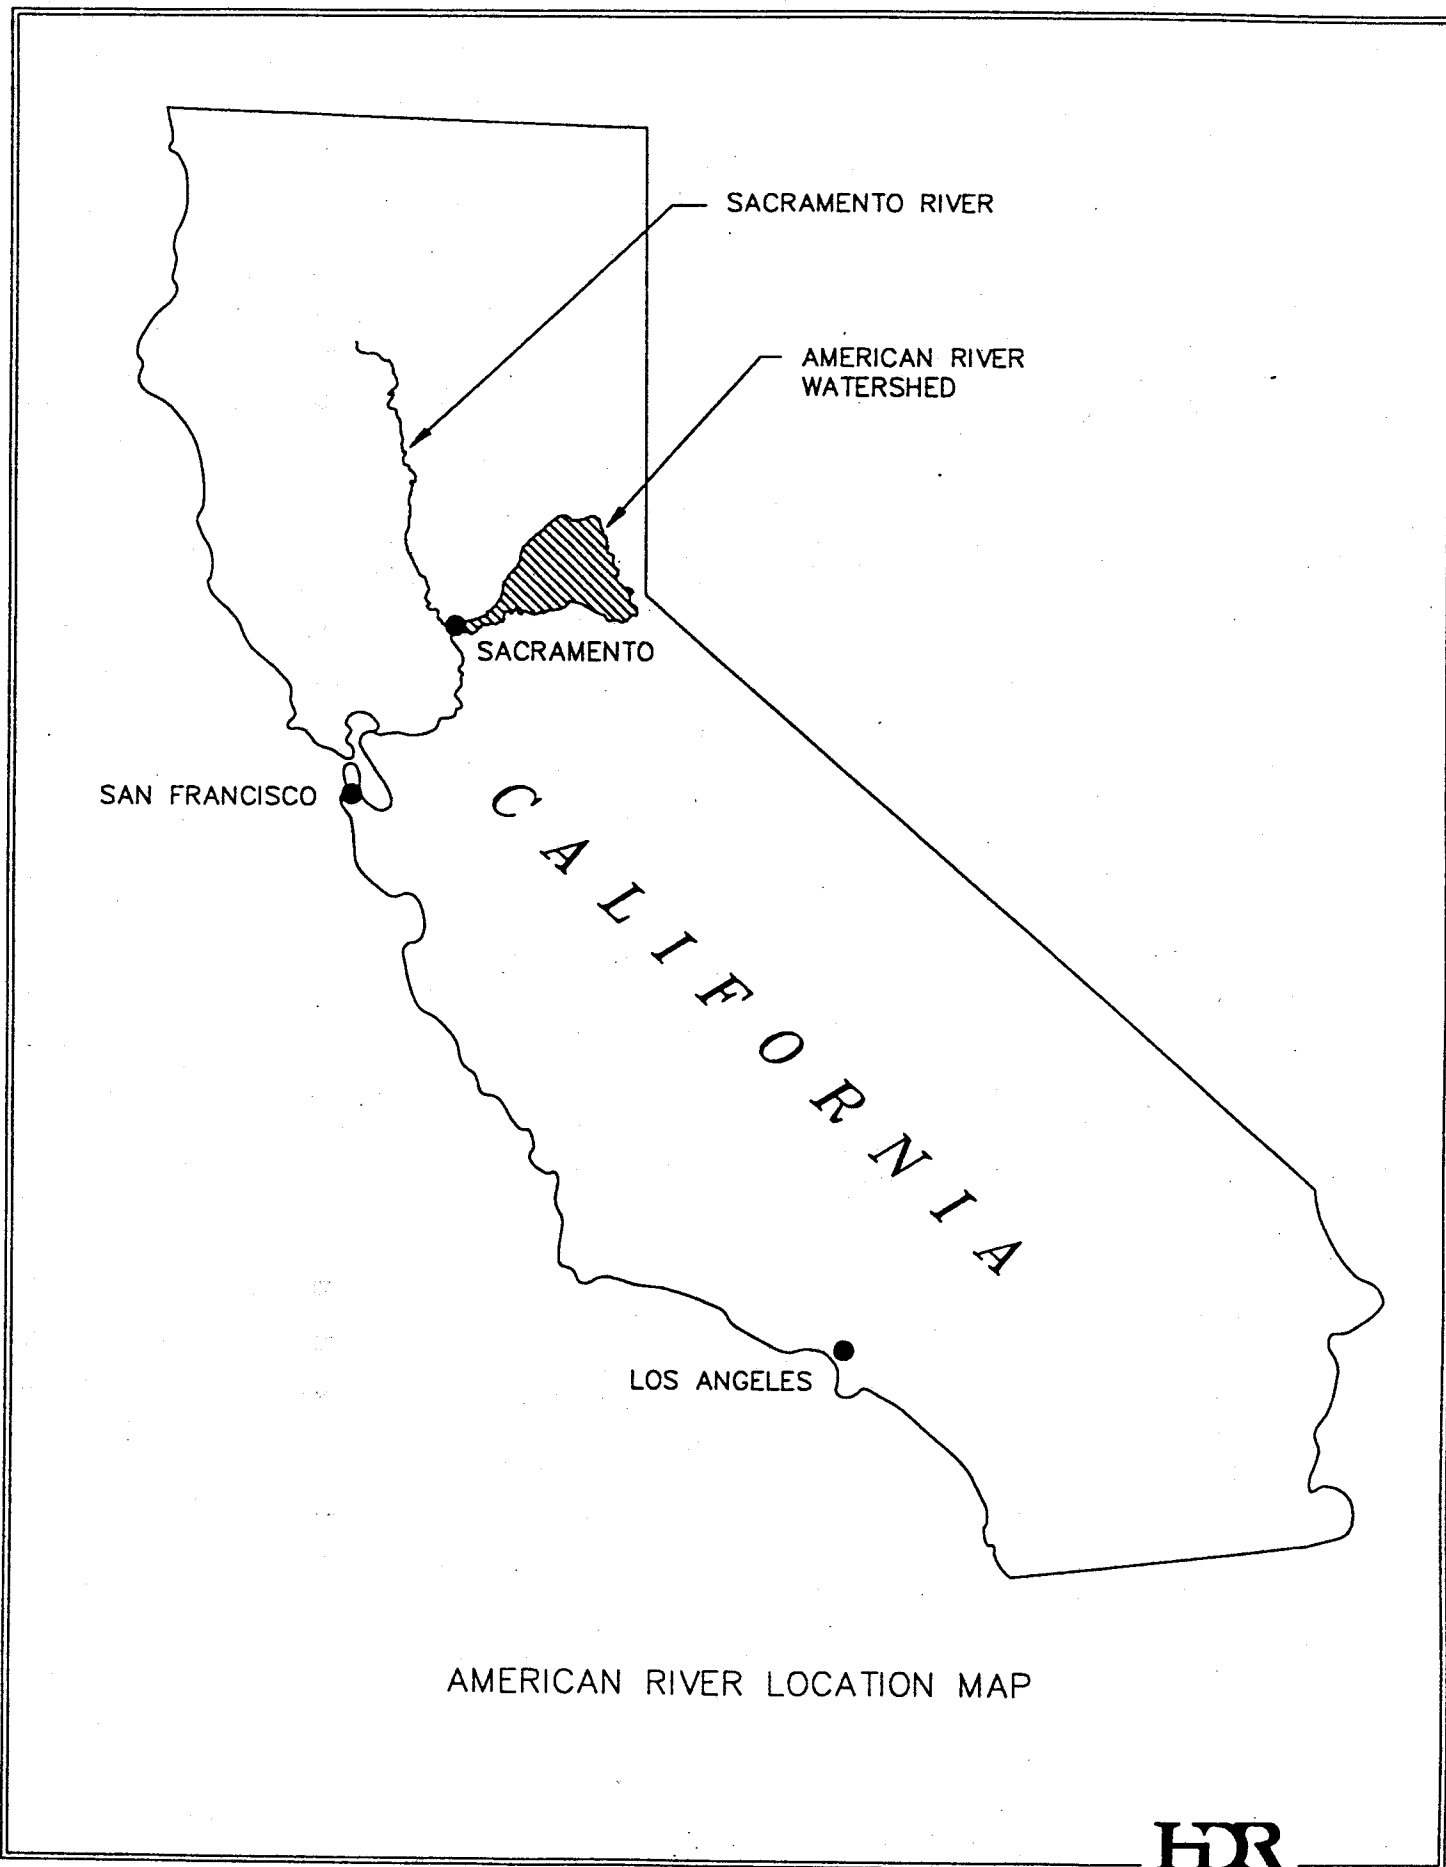 SACRAMENTO RIVER
AMERICAN RIVER
WATERSHED
SACRAMENTO
SAN FRANCISCO
CALIFORNIA
LOS ANGELES
AMERICAN RIVER LOCATION MAP
HDR